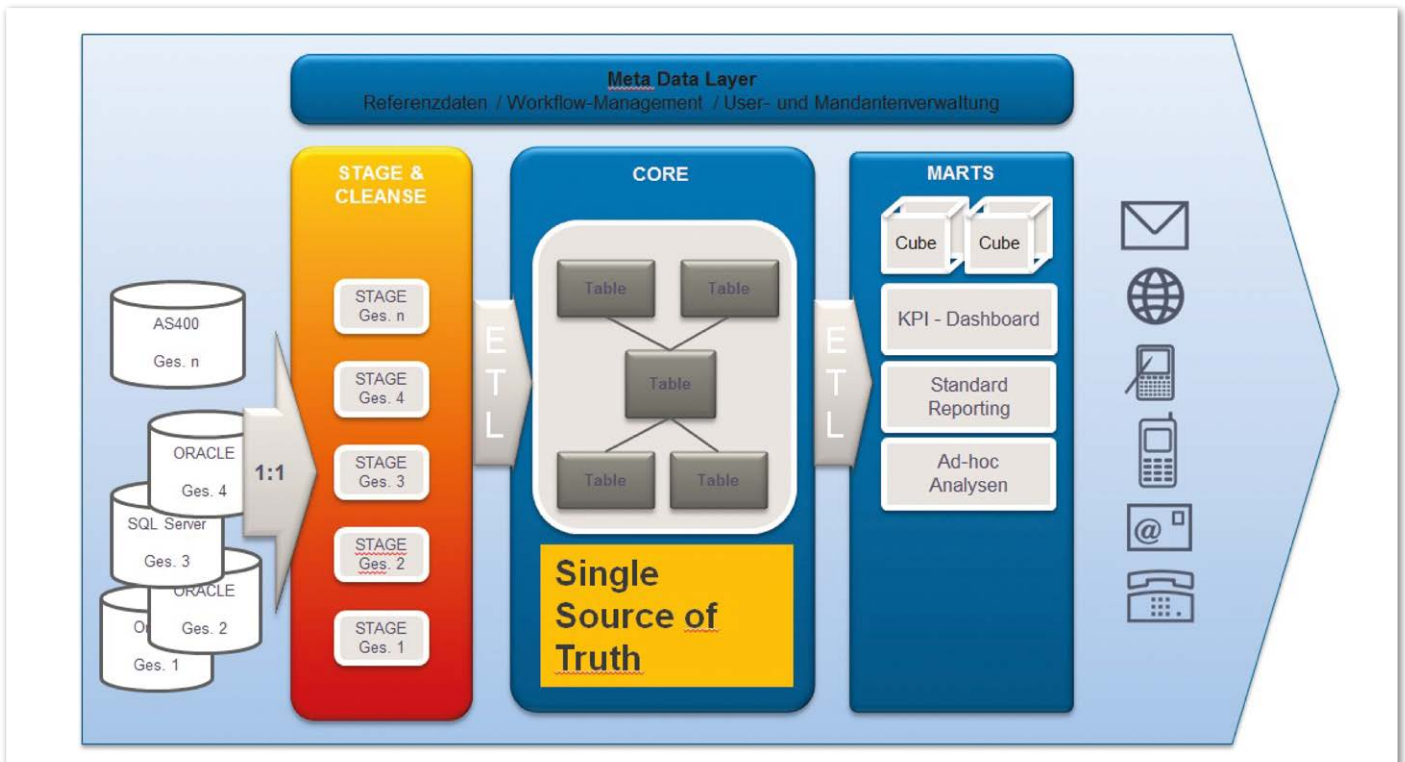 Meta Data Layer
Referenzdaten / Workflow-Management / User- und Mandantenverwaltung
AS400
Ges. n
ORACLE
Ges. 4
SQL Server
Ges. 3
ORACLE
Ges. 2
Ges. 1
1:1
STAGE &
CLEANSE
STAGE
Ges. n
STAGE
Ges. 4
STAGE
Ges. 3
STAGE
Ges. 2
STAGE
Ges. 1
E
T
L
CORE
Table
Table
Table
Table
Table
Single
Source of
Truth
E
T
L
MARTS
Cube
Cube
KPI - Dashboard
Standard
Reporting
Ad-hoc
Analysen
@